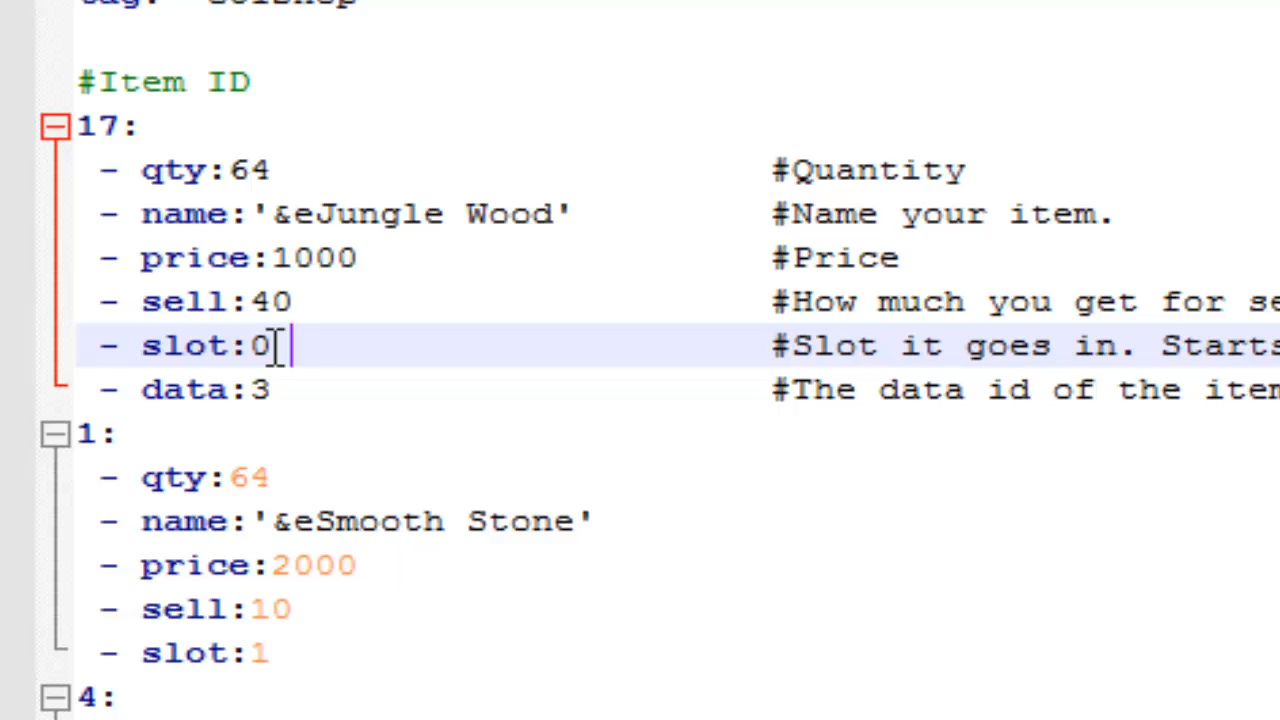 #Item ID
17:
- qty:64 #Quantity
- name:'&eJungle Wood' #Name your item.
- price:1000 #Price
- sell:40 #How much you get for
- slot:0 #Slot it goes in. Starts
- data:3 #The data id of the item
1:
- qty:64
- name:'&eSmooth Stone'
- price:2000
- sell:10
- slot:1
4: